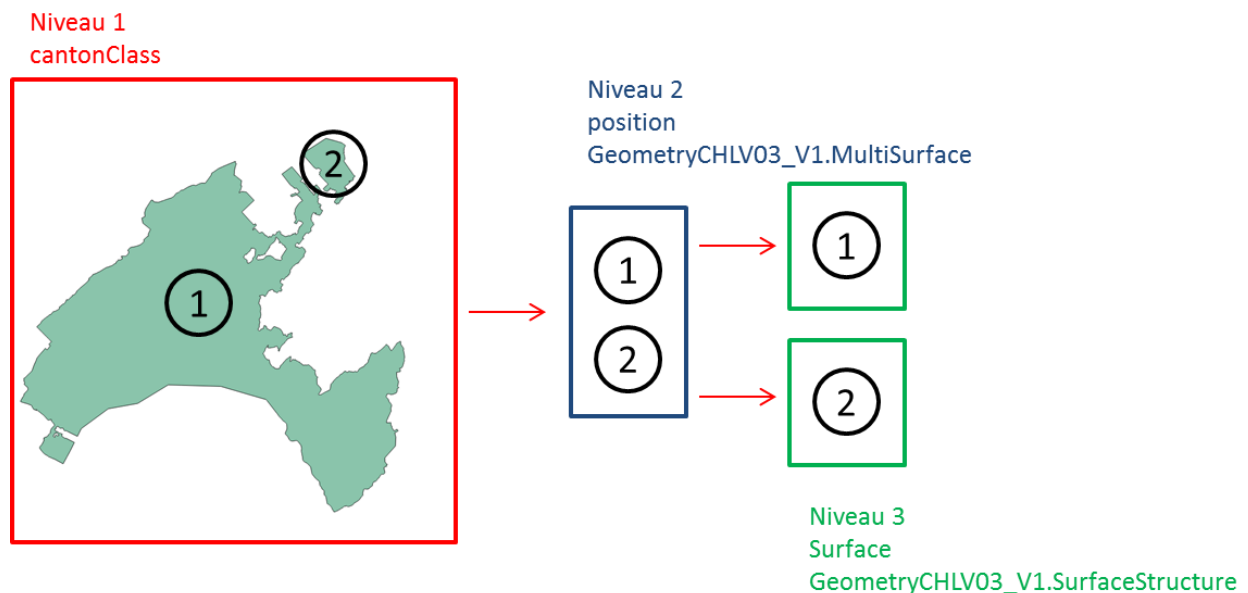 Niveau 1
cantonClass
2
1
Niveau 2
position
GeometryCHLV03_V1.MultiSurface
1
2
1
2
Niveau 3
Surface
GeometryCHLV03_V1.SurfaceStructure